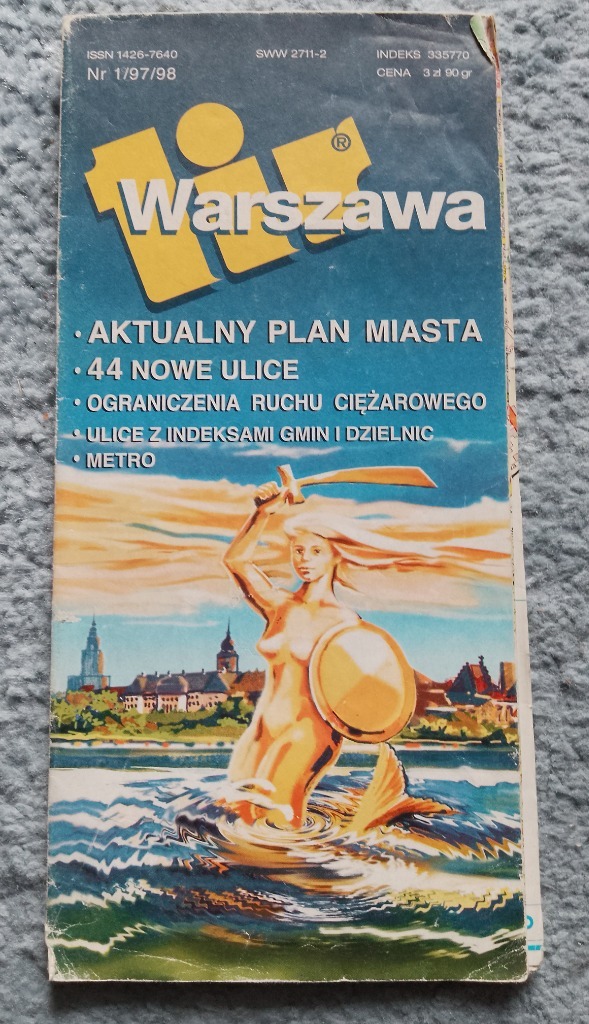 ISSN 1426-7640 SWW 2711-2 INDEKS 335770
Nr 1/97/98 CENA 3 zł 90 gr
tir®
Warszawa
• AKTUALNY PLAN MIASTA
• 44 NOWE ULICE
• OGRANICZENIA RUCHU CIĘŻAROWEGO
• ULICE Z INDEKSAMI GMIN I DZIELNIC
• METRO